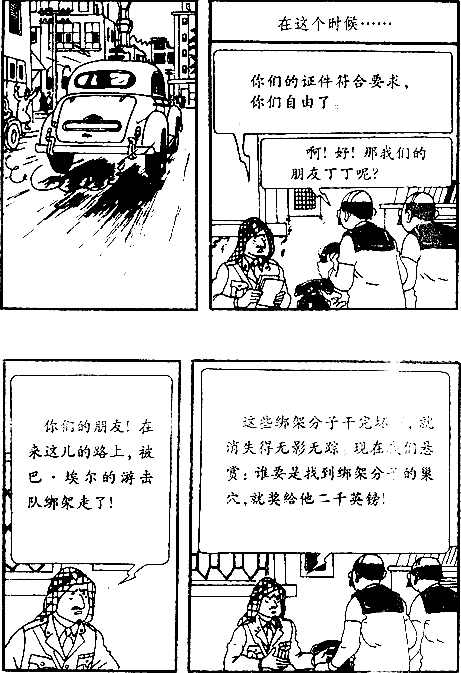 在这个时候……
你们的证件符合要求,
你们自由了。
啊!好!那我们的
朋友丁丁呢?
你们的朋友!在
来这儿的路上,被
巴·埃尔的游击
队绑架走了!
这些绑架分子干完坏 ,就
消失得无影无踪。现在我们悬
赏:谁要是找到绑架分子的巢
穴,就奖给他二千英镑!